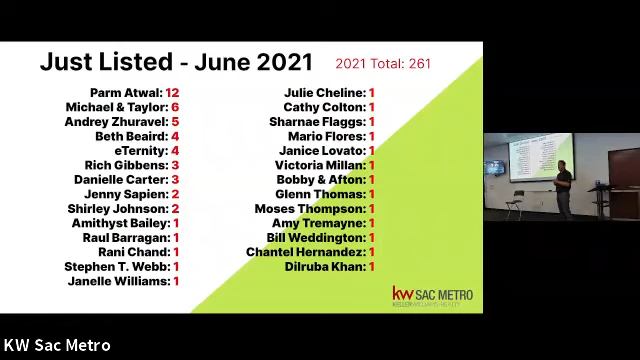 Just Listed - June 2021
2021 Total: 261
Parm Atwal: 12
Michael & Taylor: 6
Andrey Zhuravel: 5
Beth Beaird: 4
eTernity: 4
Rich Gibbens: 3
Danielle Carter: 3
Jenny Sapien: 2
Shirley Johnson: 2
Amithyst Bailey: 1
Raul Barragan: 1
Rani Chand: 1
Stephen T. Webb: 1
Janelle Williams: 1
Julie Cheline: 1
Cathy Colton: 1
Sharnae Flaggs: 1
Mario Flores: 1
Janice Lovato: 1
Victoria Millan: 1
Bobby & Afton: 1
Glenn Thomas: 1
Moses Thompson: 1
Amy Tremayne: 1
Bill Weddington: 1
Chantel Hernandez: 1
Dilruba Khan: 1
kw SAC METRO
KELLERWILLIAMS. REALTY
KW Sac Metro